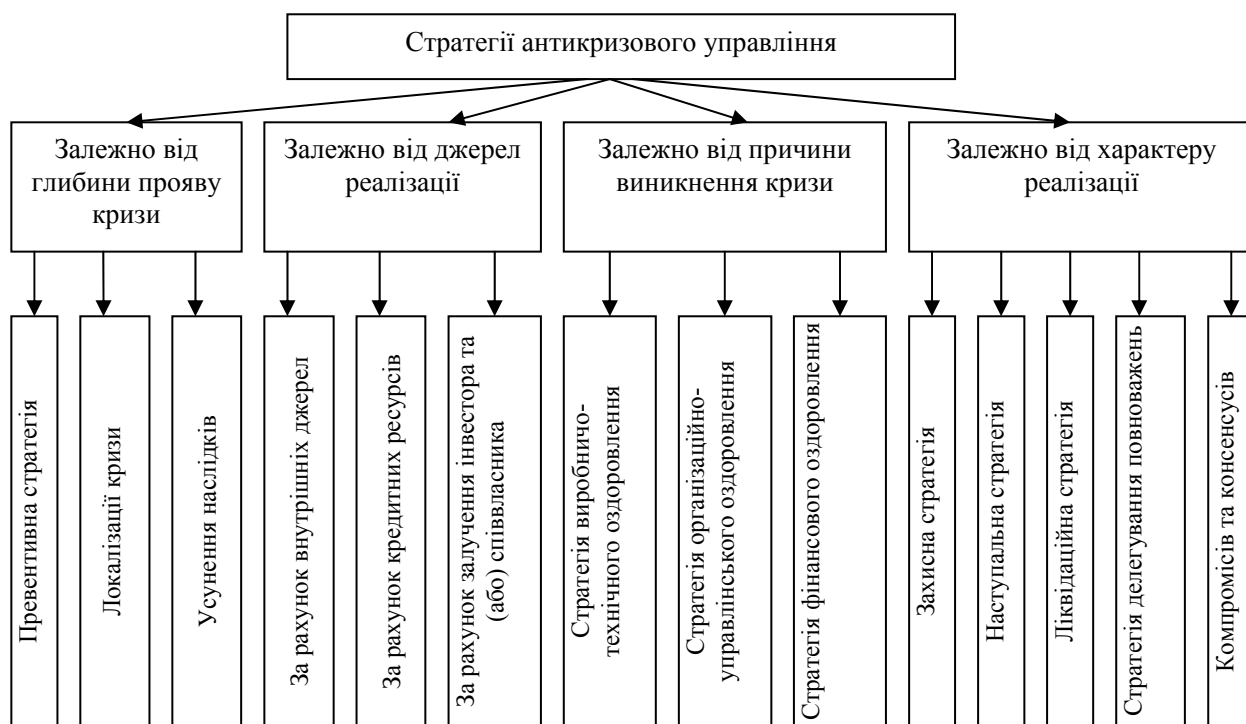 Стратегії антикризового управління
Залежно від
глибини прояву
кризи
Залежно від джерел
реалізації
Залежно від причини
виникнення кризи
Залежно від характеру
реалізації
Превентивна стратегія
Локалізації кризи
Усунення наслідків
За рахунок внутрішніх джерел
За рахунок кредитних ресурсів
За рахунок залучення інвестора та
(або) співвласника
Стратегія виробничо-
технічного оздоровлення
Стратегія організаційно-
управлінського оздоровлення
Стратегія фінансового оздоровлення
Захисна стратегія
Наступальна стратегія
Ліквідаційна стратегія
Стратегія делегування повноважень
Компромісів та консенсусів